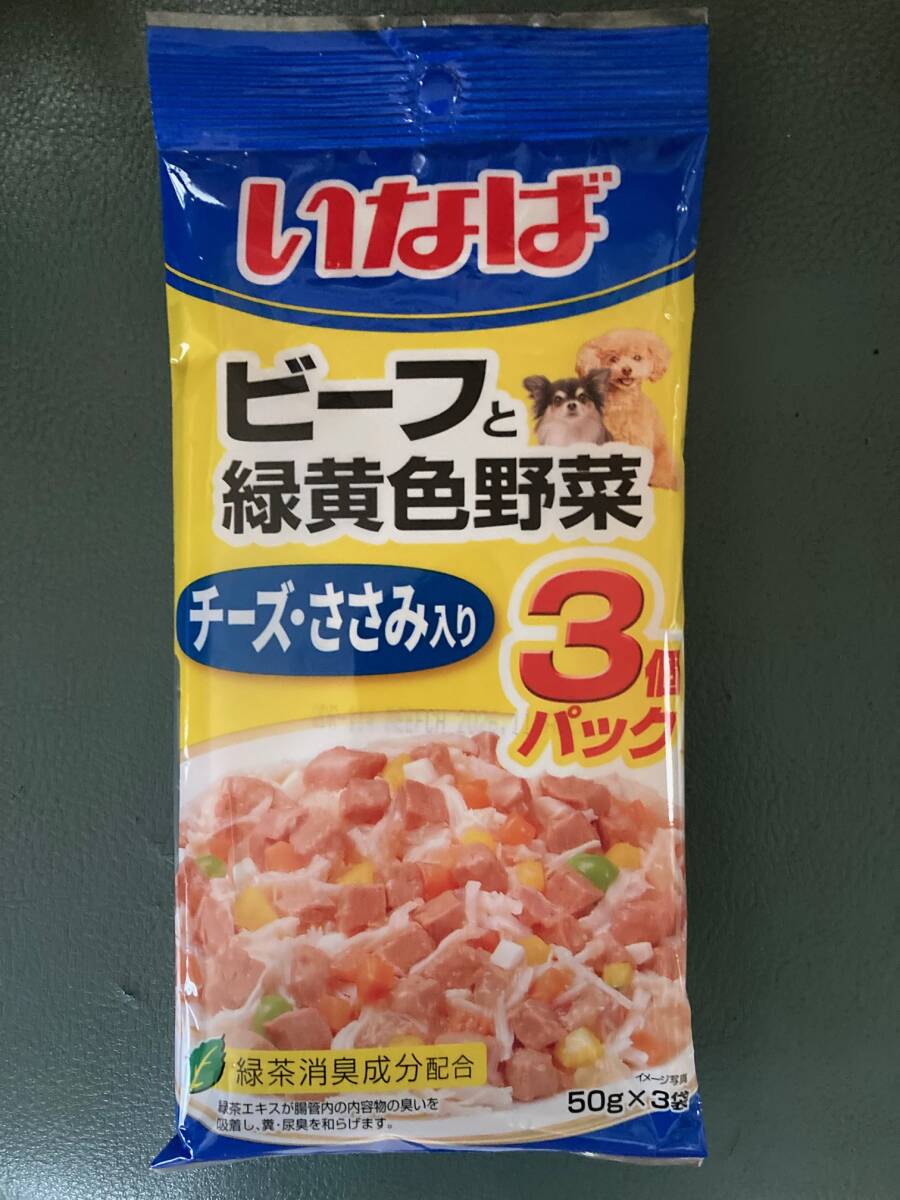 いなば
ビーフと
緑黄色野菜
チーズ・ささみ入り
3個
パック
緑茶消臭成分配合
緑茶エキスが腸管内の内容物の臭いを
吸着し、糞・尿臭を和らげます。
イメージ写真
50g×3袋